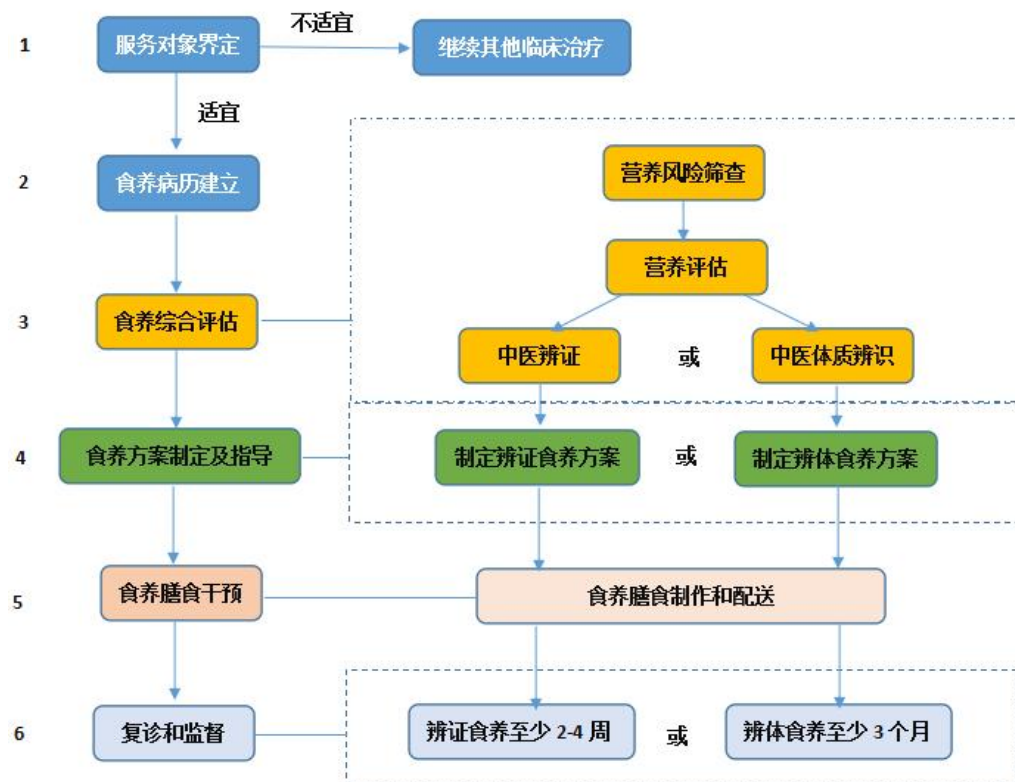 1
服务对象界定
不适宜
继续其他临床治疗
适宜
2
食养病历建立
营养风险筛查
营养评估
3
食养综合评估
中医辨证
或
中医体质辨识
4
食养方案制定及指导
制定辨证食养方案
或
制定辨体食养方案
5
食养膳食干预
食养膳食制作和配送
6
复诊和监督
辨证食养至少 2-4 周
或
辨体食养至少 3 个月